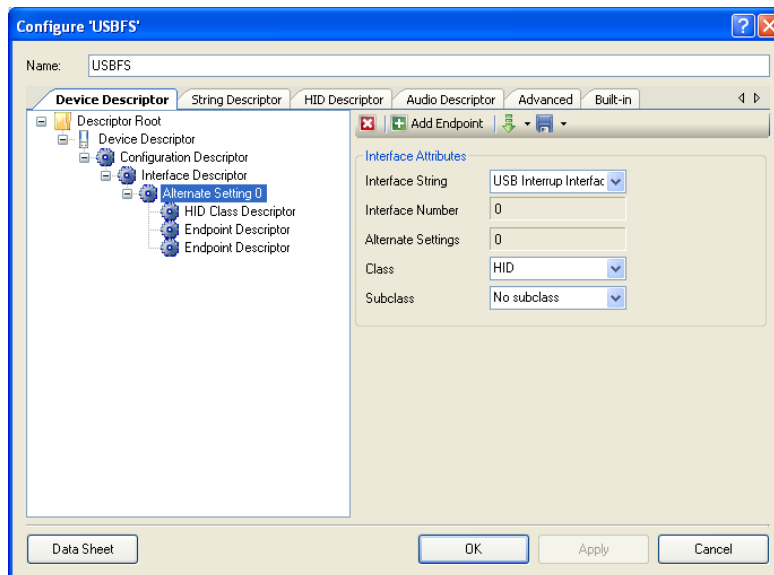 Configure 'USBFS'
Name: USBFS
Device Descriptor String Descriptor HID Descriptor Audio Descriptor Advanced Built-in
Descriptor Root
Device Descriptor
Configuration Descriptor
Interface Descriptor
Alternate Setting 0
HID Class Descriptor
Endpoint Descriptor
Endpoint Descriptor
Add Endpoint
Interface Attributes
Interface String USB Interrup Interfac
Interface Number 0
Alternate Settings 0
Class HID
Subclass No subclass
Data Sheet OK Apply Cancel